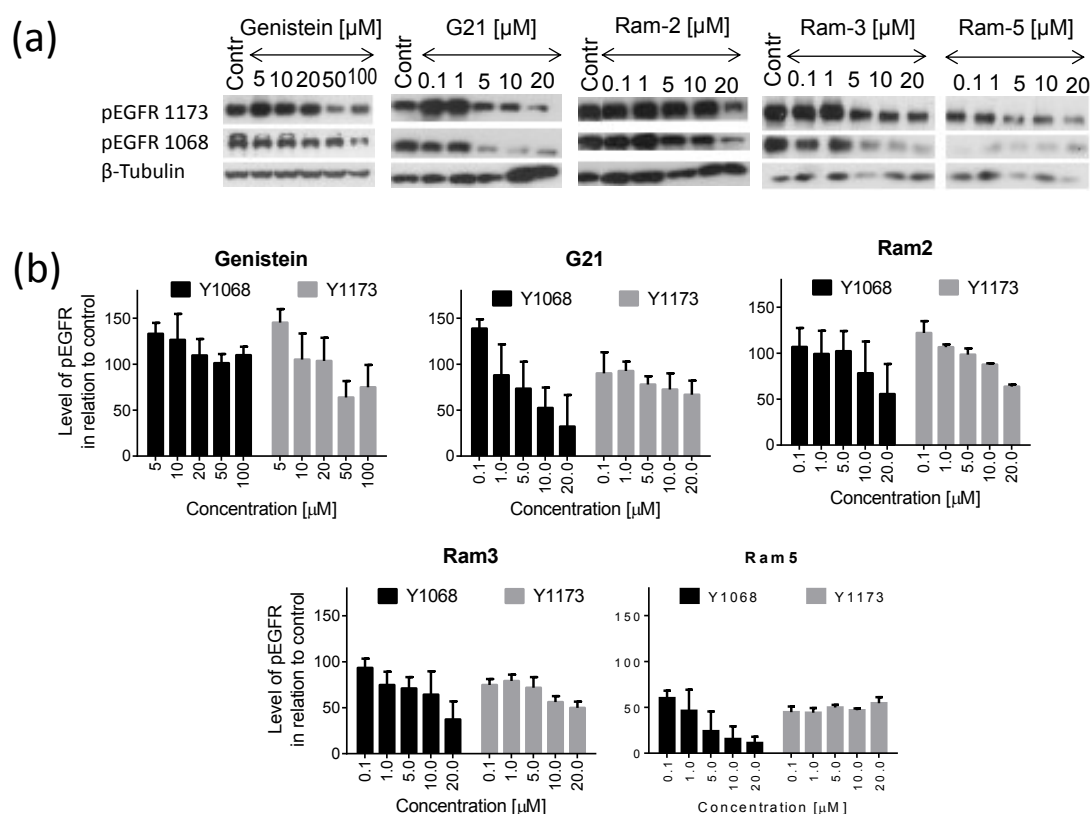 (a)
Genistein [µM] G21 [µM] Ram-2 [µM] Ram-3 [µM] Ram-5 [µM]
Contr 5 10 20 50 100 Contr 0.1 1 5 10 20 Contr 0.1 1 5 10 20 Contr 0.1 1 5 10 20 0.1 1 5 10 20
pEGFR 1173
pEGFR 1068
β-Tubulin
(b)
Genistein
Y1068 Y1173
Level of pEGFR
in relation to control
150
100
50
0
5 10 20 50 100 5 10 20 50 100
Concentration [µM]
G21
Y1068 Y1173
150
100
50
0
0.1 1.0 5.0 10.0 20.0 0.1 1.0 5.0 10.0 20.0
Concentration [µM]
Ram2
Y1068 Y1173
150
100
50
0
0.1 1.0 5.0 10.0 20.0 0.1 1.0 5.0 10.0 20.0
Concentration [µM]
Ram3
Y1068 Y1173
Level of pEGFR
in relation to control
150
100
50
0
0.1 1.0 5.0 10.0 20.0 0.1 1.0 5.0 10.0 20.0
Concentration [µM]
Ram5
Y1068 Y1173
150
100
50
0
0.1 1.0 5.0 10.0 20.0 0.1 1.0 5.0 10.0 20.0
Concentration [µM]